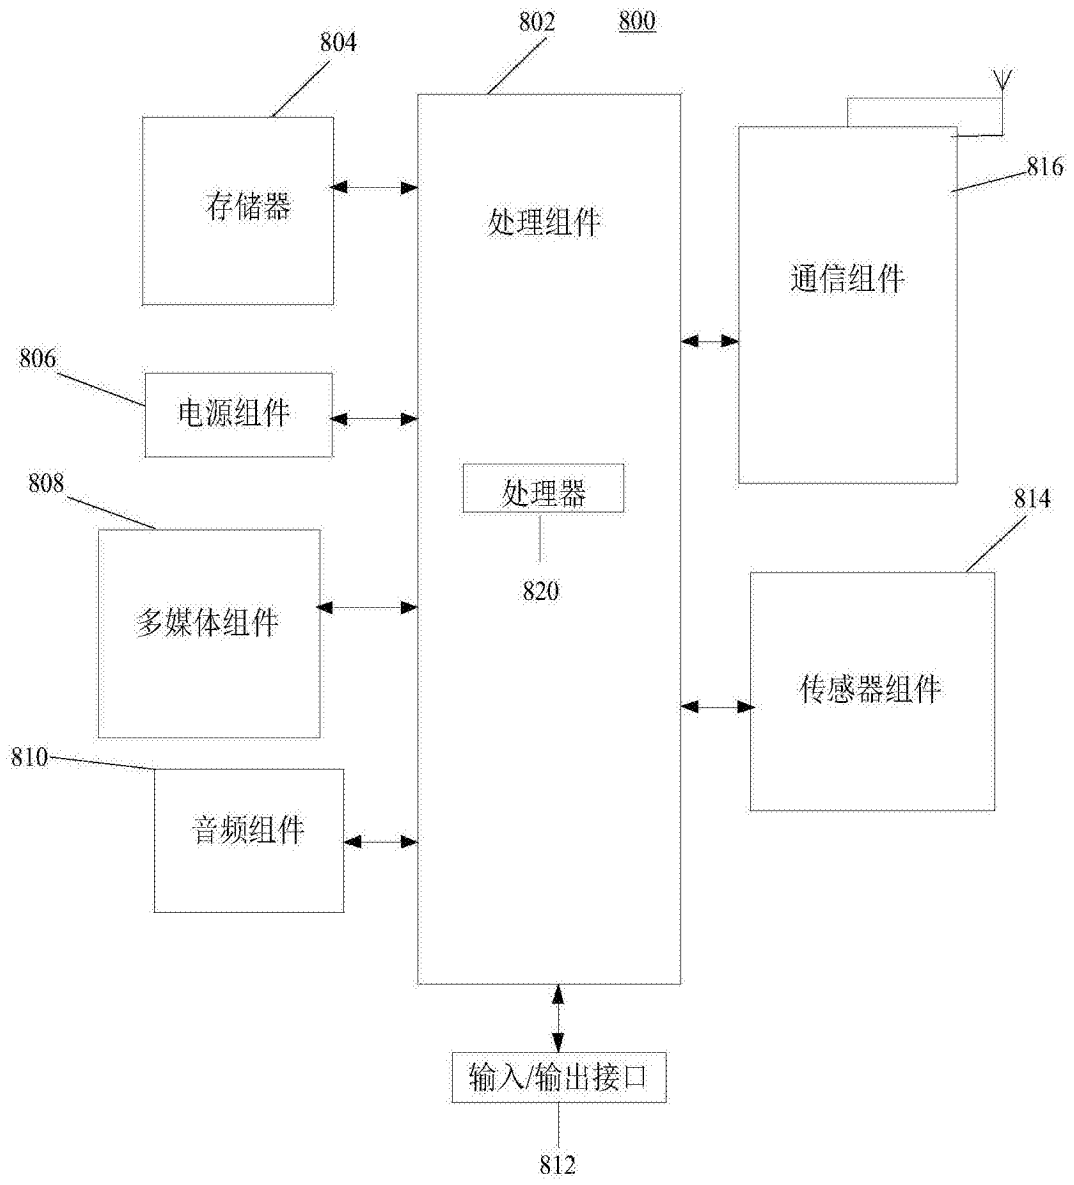 800
802
804
存储器
处理组件
816
通信组件
806
电源组件
808
处理器
820
814
多媒体组件
传感器组件
810
音频组件
输入/输出接口
812